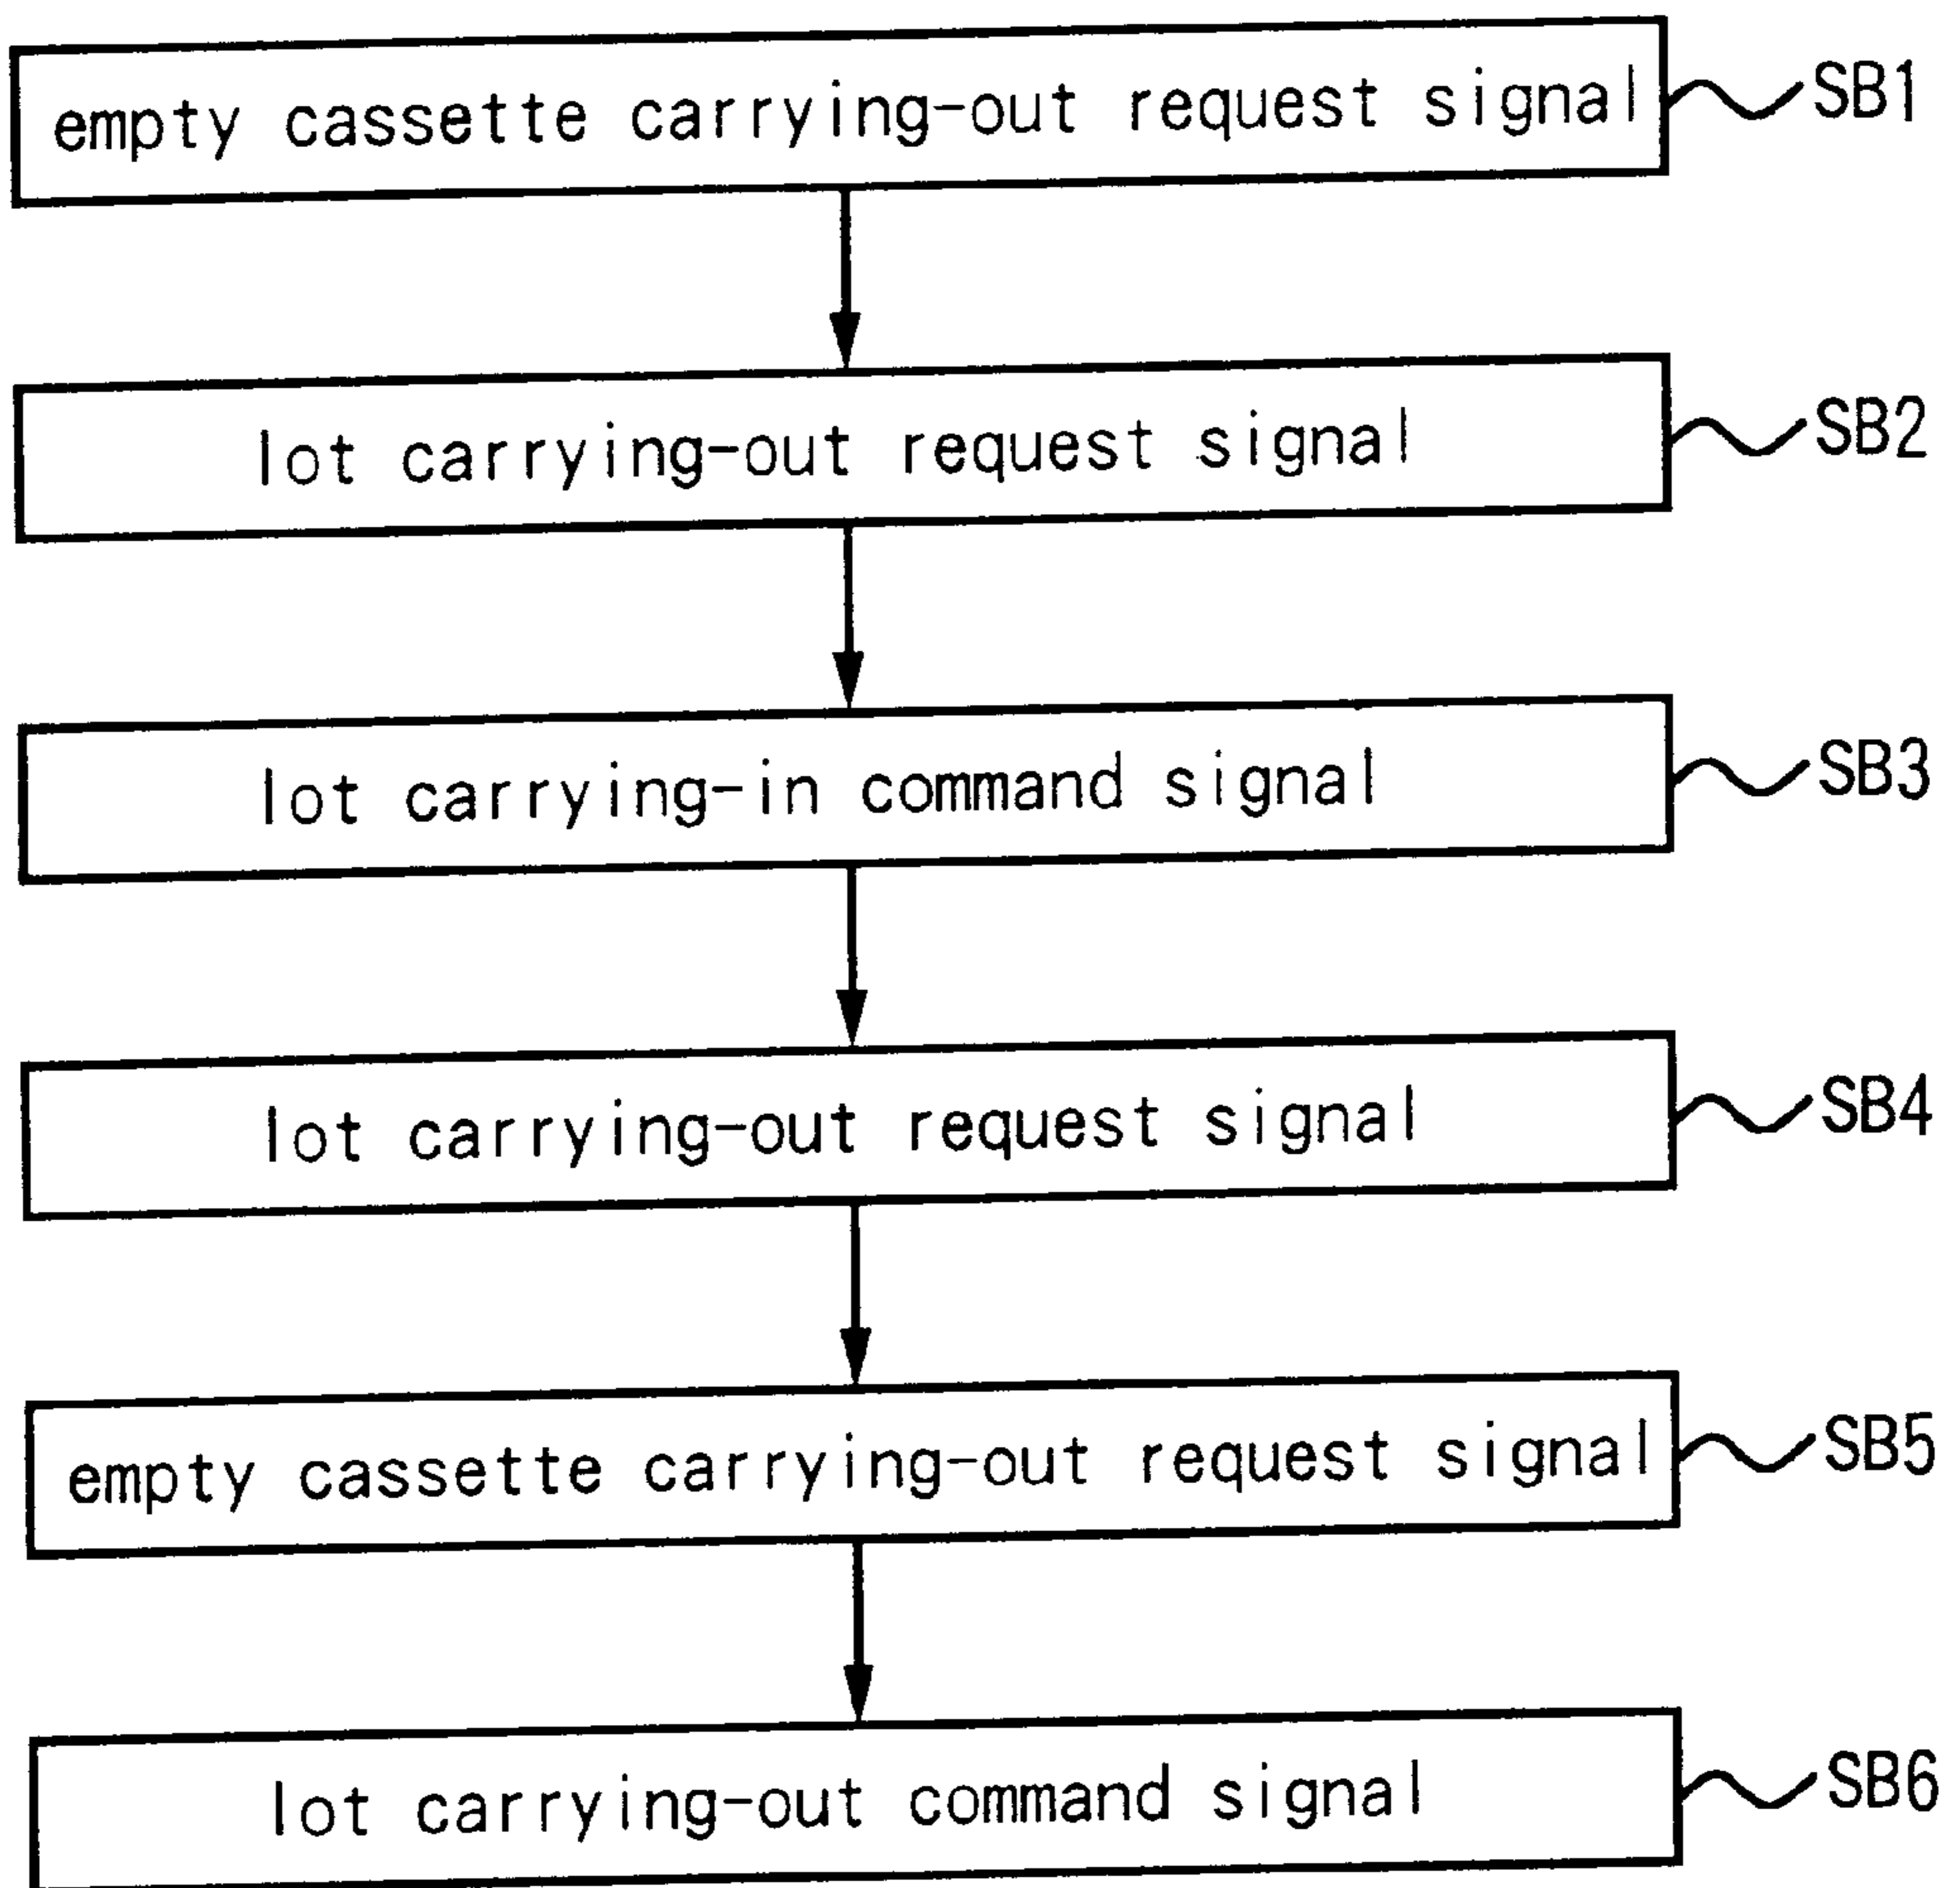 empty cassette carrying-out request signal SB1
lot carrying-out request signal SB2
lot carrying-in command signal SB3
lot carrying-out request signal SB4
empty cassette carrying-out request signal SB5
lot carrying-out command signal SB6